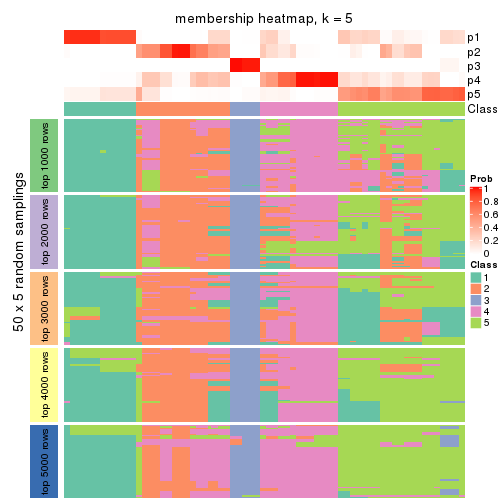 membership heatmap, k = 5
p1
p2
p3
p4
p5
Class
50 x 5 random samplings
top 1000 rows
top 2000 rows
top 3000 rows
top 4000 rows
top 5000 rows
Prob
1
0.8
0.6
0.4
0.2
0
Class
1
2
3
4
5